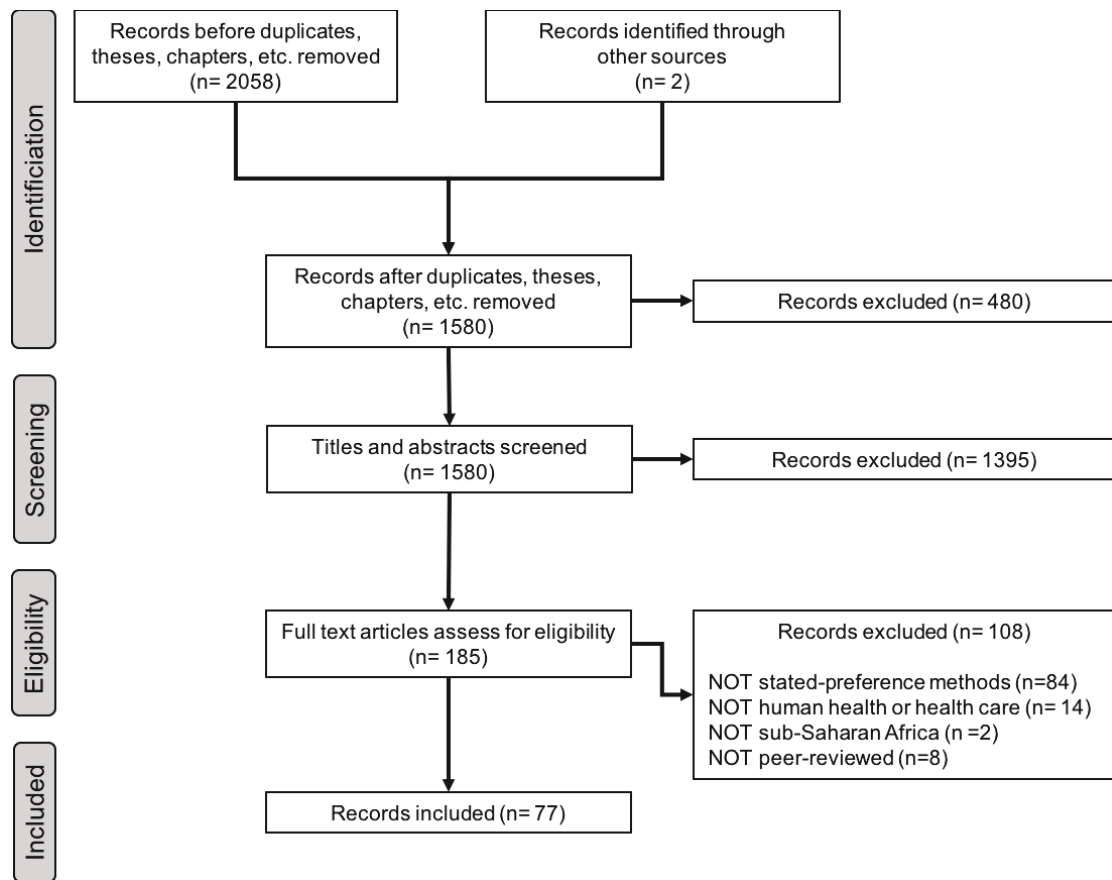 Identificiation
Records before duplicates,
theses, chapters, etc. removed
(n= 2058)
Records identified through
other sources
(n= 2)
Records after duplicates, theses,
chapters, etc. removed
(n= 1580)
Records excluded (n= 480)
Screening
Titles and abstracts screened
(n= 1580)
Records excluded (n= 1395)
Eligibility
Full text articles assess for eligibility
(n= 185)
Records excluded (n= 108)
NOT stated-preference methods (n=84)
NOT human health or health care (n= 14)
NOT sub-Saharan Africa (n =2)
NOT peer-reviewed (n=8)
Included
Records included (n= 77)